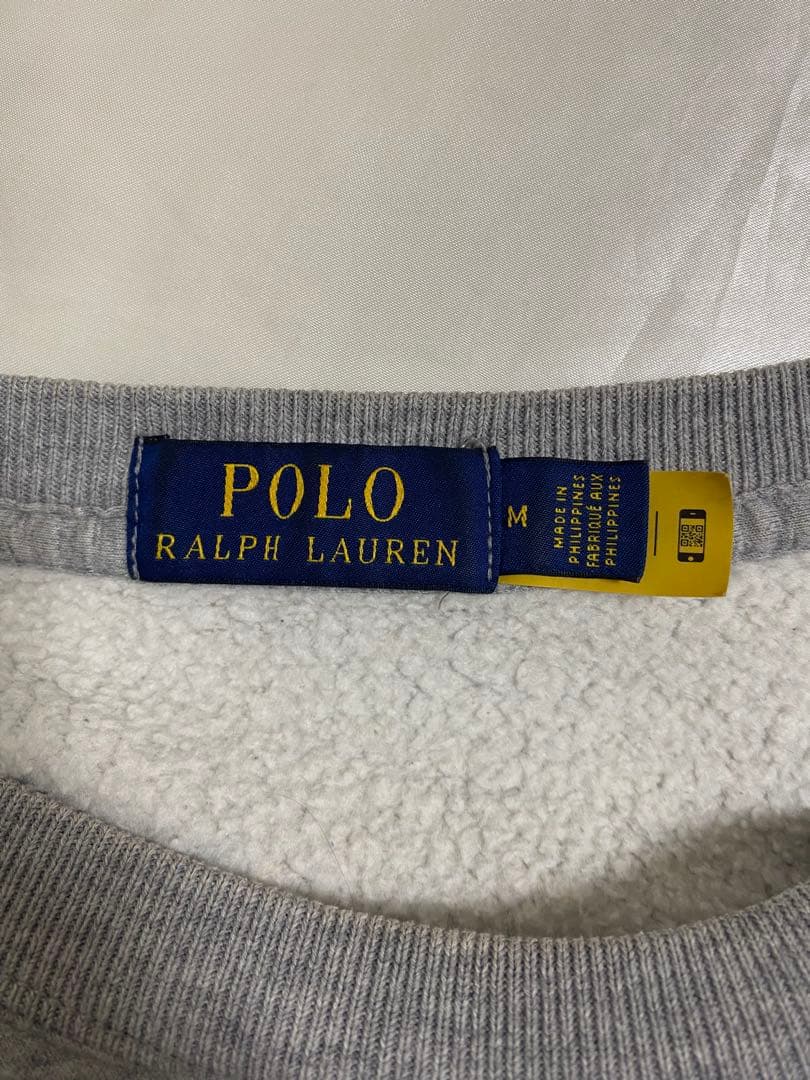 POLO
RALPH LAUREN
M
MADE IN
PHILIPPINES
FABRIQUÉ AUX
PHILIPPINES